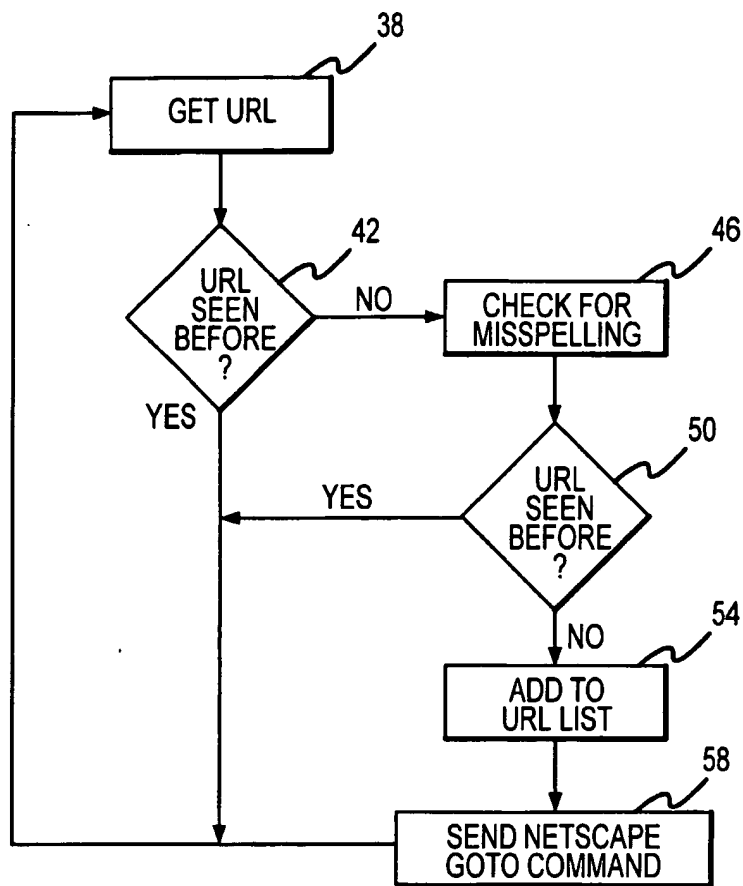 38
GET URL
42
URL
SEEN
BEFORE
?
NO
YES
46
CHECK FOR
MISSPELLING
50
URL
SEEN
BEFORE
?
YES
NO
54
ADD TO
URL LIST
58
SEND NETSCAPE
GOTO COMMAND